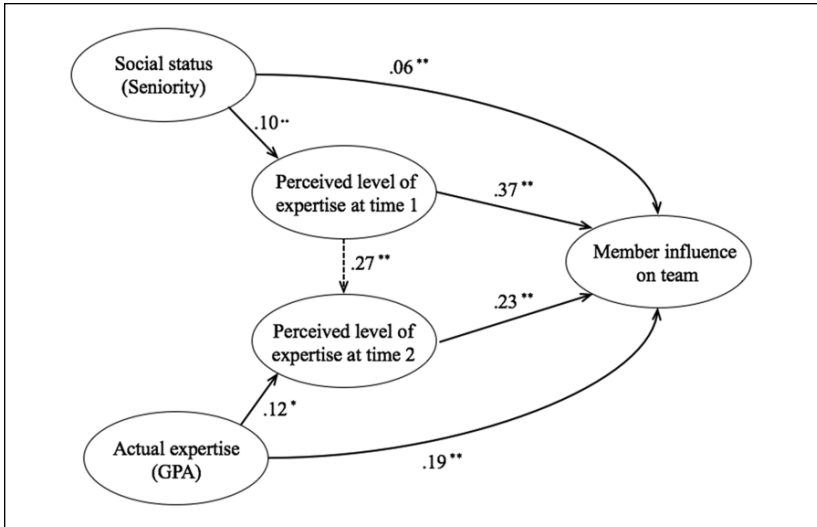 Social status
(Seniority)
.06**
.10**
Perceived level of
expertise at time 1
.37**
Member influence
on team
.27**
Perceived level of
expertise at time 2
.23**
.12*
Actual expertise
(GPA)
.19**